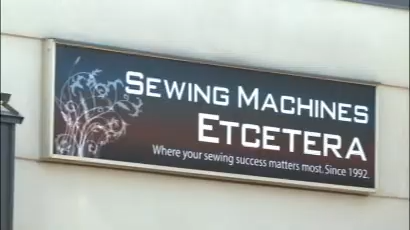 SEWING MACHINES
ETCETERA
Where your sewing success matters most. Since 1992.